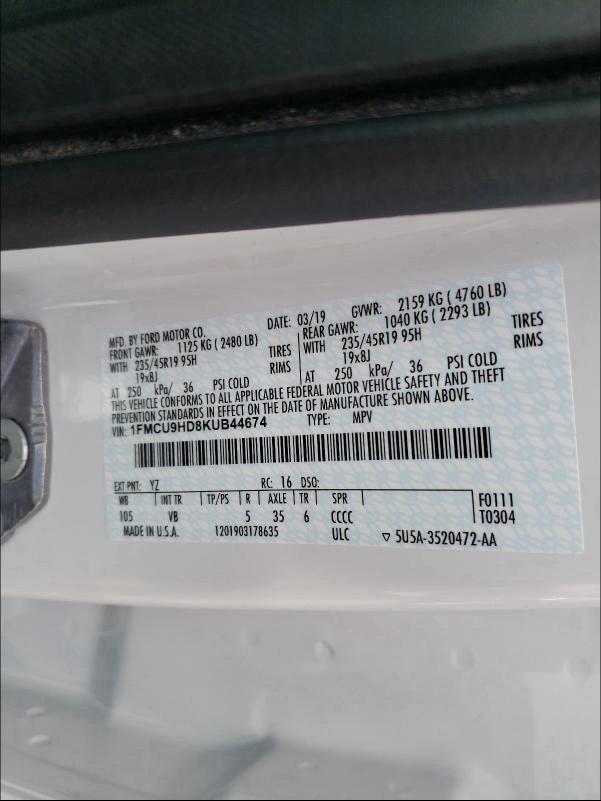 MFD. BY FORD MOTOR CO. DATE: 03/19 GVWR: 2159 KG ( 4760 LB)
FRONT GAWR: 1125 KG ( 2480 LB) REAR GAWR: 1040 KG ( 2293 LB)
WITH 235/45R19 95H TIRES WITH 235/45R19 95H TIRES
19x8J RIMS 19x8J RIMS
AT 250 kPa/ 36 PSI COLD AT 250 kPa/ 36 PSI COLD
THIS VEHICLE CONFORMS TO ALL APPLICABLE FEDERAL MOTOR VEHICLE SAFETY AND THEFT
PREVENTION STANDARDS IN EFFECT ON THE DATE OF MANUFACTURE SHOWN ABOVE.
VIN: 1FMCU9HD8KUB44674 TYPE: MPV
EXT PNT: YZ RC: 16 DSO:
WB INT TR TP/PS R AXLE TR SPR F0111
105 VB 5 35 6 CCCC T0304
MADE IN U.S.A. 1201903178635 ULC ▽ 5U5A-3520472-AA